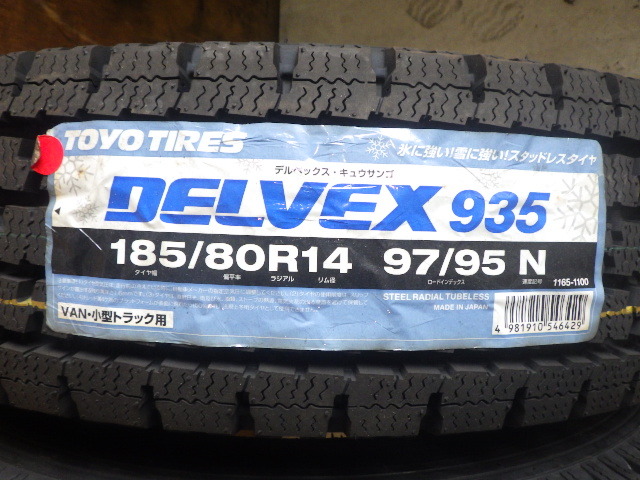 TOYO TIRES
氷に強い!雪に強い!スタッドレスタイヤ
デルベックス・キュウサンゴ
DELVEX 935
185/80R14 97/95 N
タイヤ幅 偏平率 ラジアル リム径 ロードインデックス 速度記号
1165-1100
STEEL RADIAL TUBELESS
MADE IN JAPAN
VAN・小型トラック用
4 981910 546429